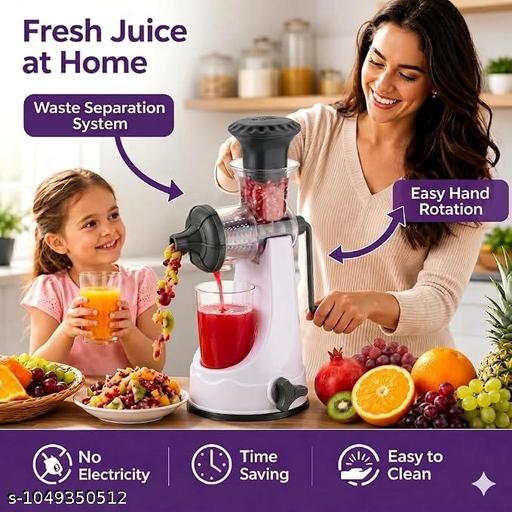 Fresh Juice
at Home
Waste Separation
System
Easy Hand
Rotation
No
Electricity
Time
Saving
Easy to
Clean
s-1049350512